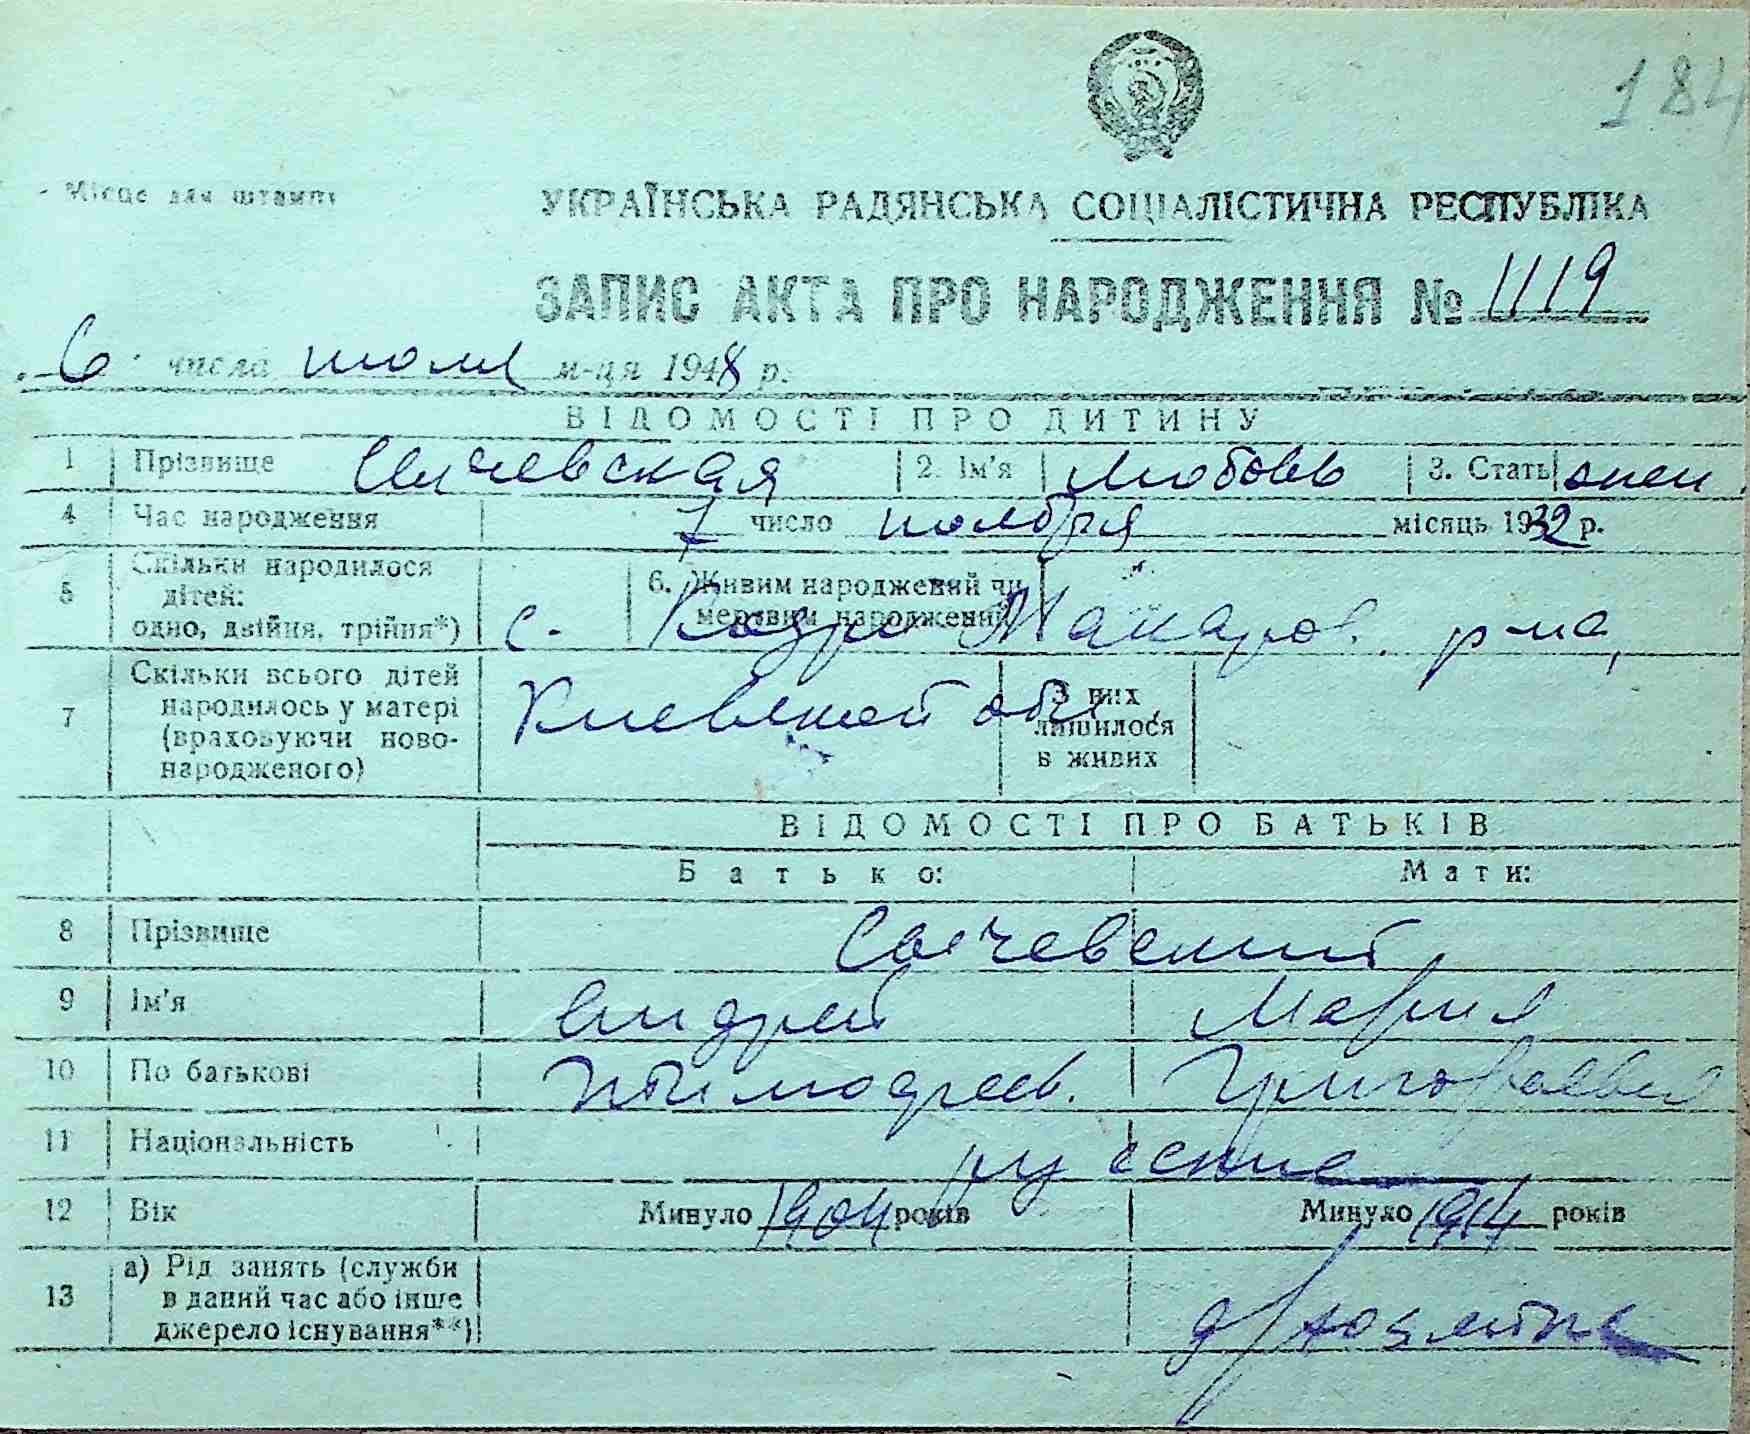 184
Місце для штампу
УКРАЇНСЬКА РАДЯНСЬКА СОЦІАЛІСТИЧНА РЕСПУБЛІКА
ЗАПИС АКТА ПРО НАРОДЖЕННЯ № 1119
6 числа м-ця 1948 р.
ВІДОМОСТІ ПРО ДИТИНУ
1 Прізвище 2. Ім'я Любовь 3. Стать жен.
4 Час народження 7 число ноября місяць 1932 р.
5 Скільки народилося дітей: одно, двійня, трійня*) 6. Живим народжений чи мертвим народжений
с. Макаров. р-на,
7 Скільки всього дітей народилось у матері (враховуючи ново-народженого) З них лишилося в живих
Киевской обл.
ВІДОМОСТІ ПРО БАТЬКІВ
Батько: Мати:
8 Прізвище
9 Ім'я Андрей Мария
10 По батькові
11 Національність русские
12 Вік Минуло 1904 років Минуло 1914 років
13 а) Рід занять (служби в даний час або інше джерело існування**)